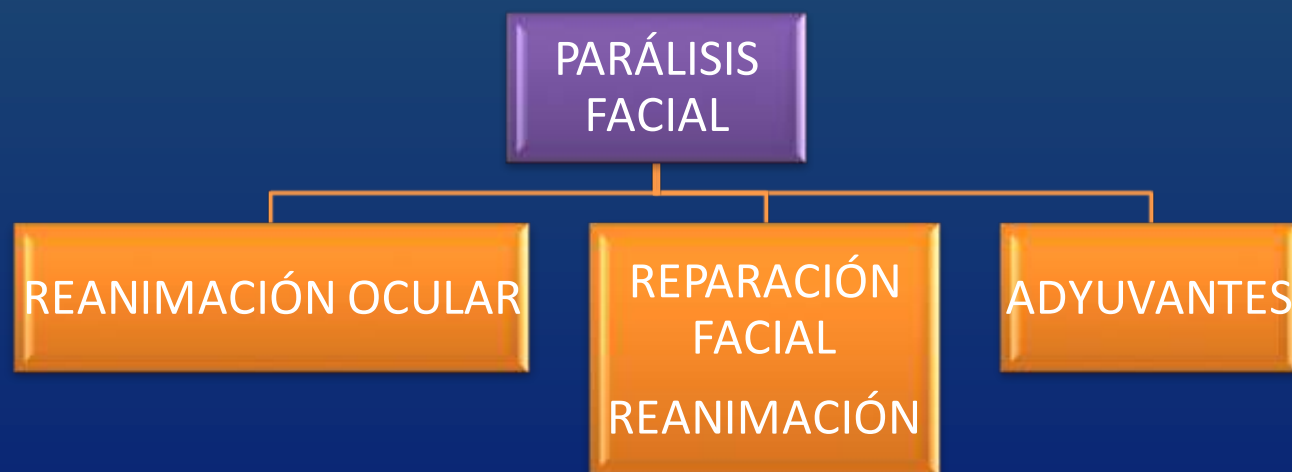 PARÁLISIS
FACIAL
REANIMACIÓN OCULAR
REPARACIÓN
FACIAL
REANIMACIÓN
ADYUVANTES